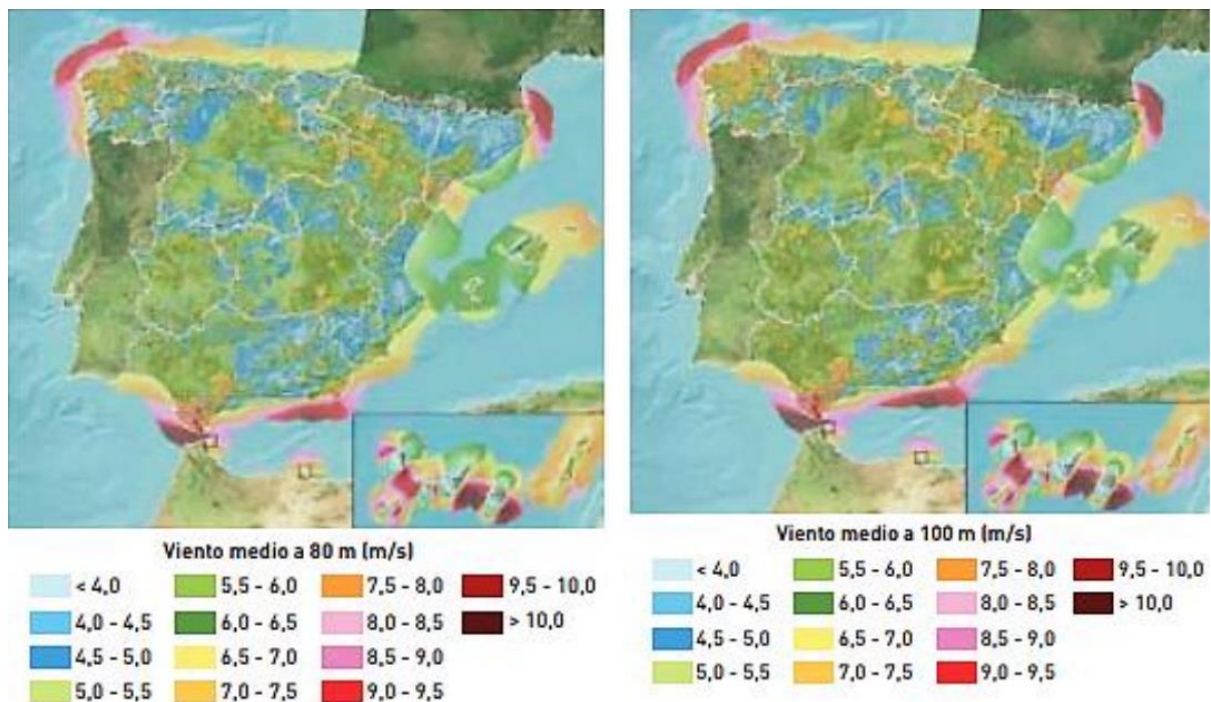 Viento medio a 80 m (m/s)
< 4,0
5,5 - 6,0
7,5 - 8,0
9,5 - 10,0
4,0 - 4,5
6,0 - 6,5
8,0 - 8,5
> 10,0
4,5 - 5,0
6,5 - 7,0
8,5 - 9,0
5,0 - 5,5
7,0 - 7,5
9,0 - 9,5
Viento medio a 100 m (m/s)
< 4,0
5,5 - 6,0
7,5 - 8,0
9,5 - 10,0
4,0 - 4,5
6,0 - 6,5
8,0 - 8,5
> 10,0
4,5 - 5,0
6,5 - 7,0
8,5 - 9,0
5,0 - 5,5
7,0 - 7,5
9,0 - 9,5